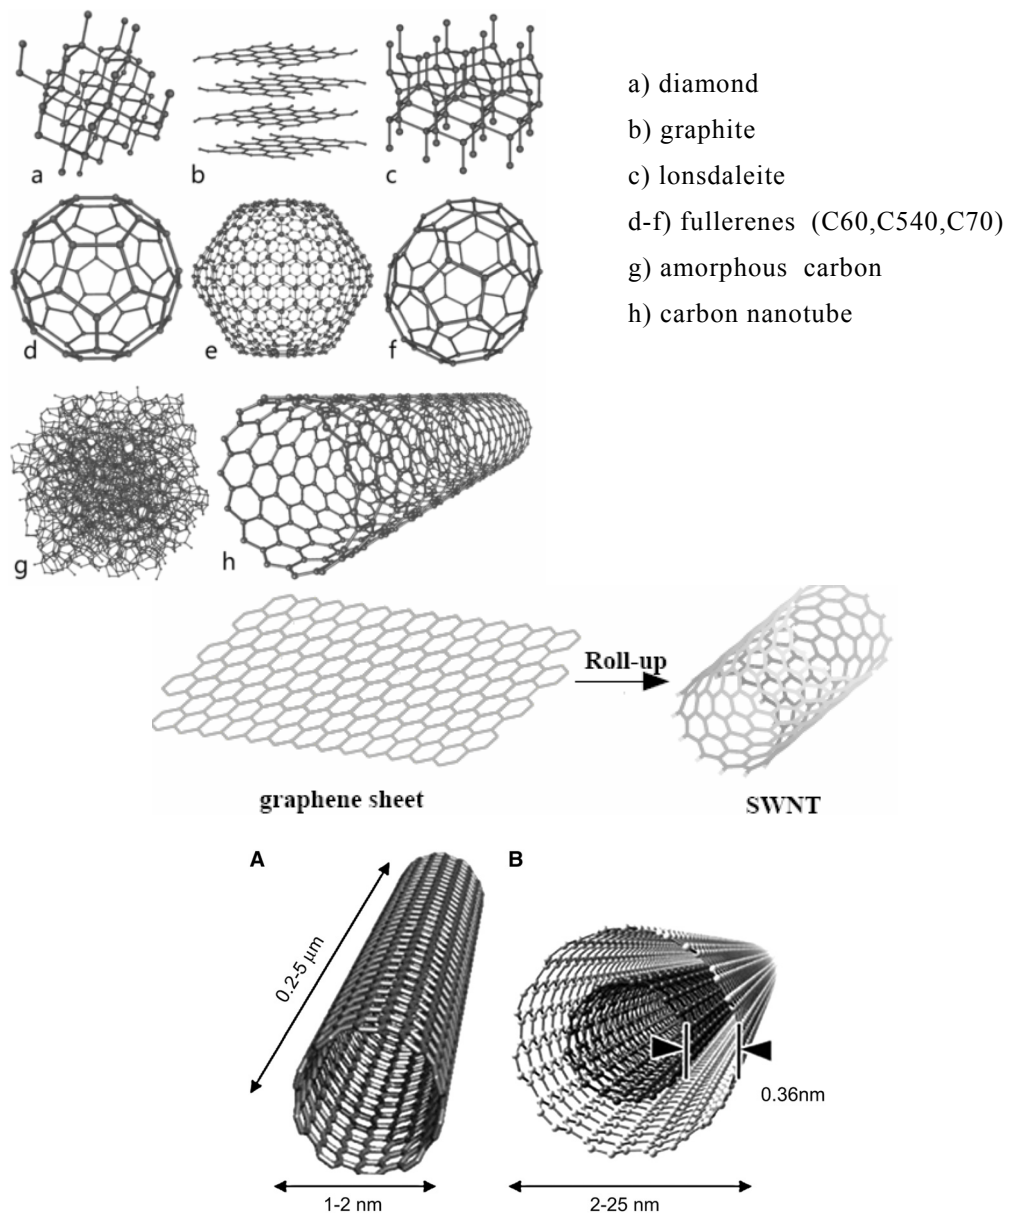 a
b
c
a) diamond
b) graphite
c) lonsdaleite
d-f) fullerenes (C60,C540,C70)
g) amorphous carbon
h) carbon nanotube
d
e
f
g
h
Roll-up
graphene sheet
SWNT
A
B
0.2-5 µm
0.36nm
1-2 nm
2-25 nm